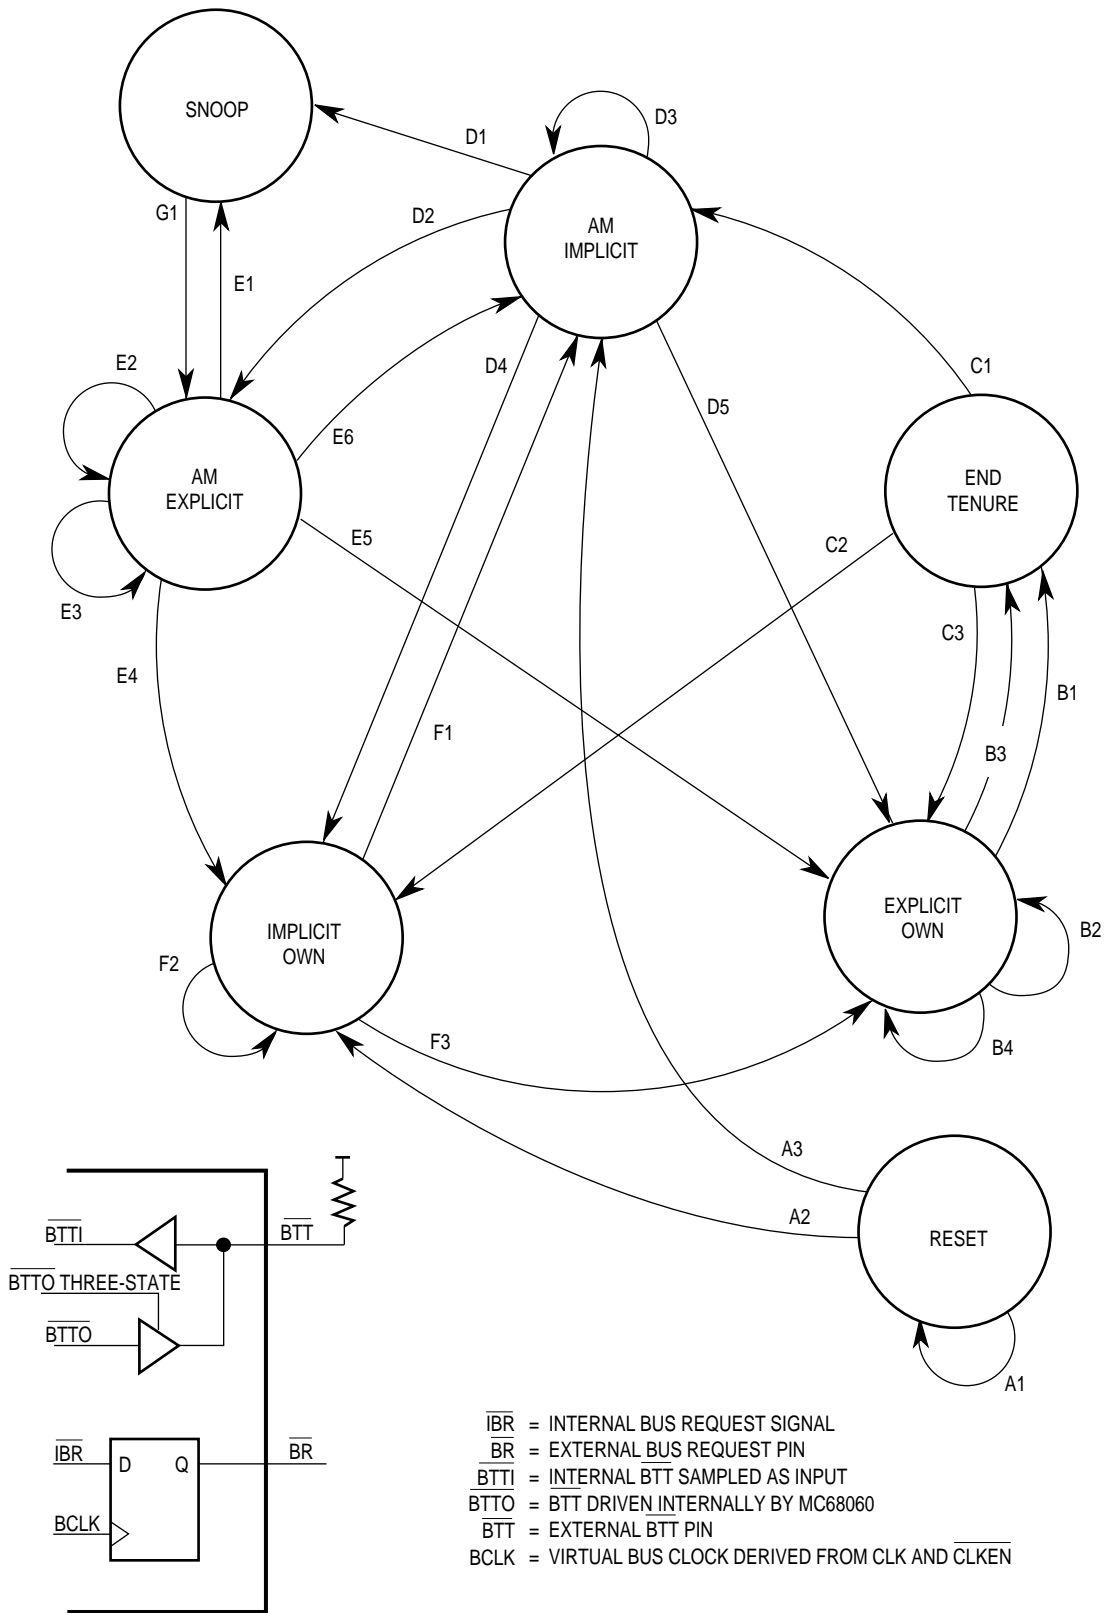 SNOOP
D1
D3
G1
D2
AM
IMPLICIT
E1
E2
D4
C1
E6
D5
AM
EXPLICIT
END
TENURE
E5
C2
E3
C3
E4
B1
F1
B3
EXPLICIT
OWN
IMPLICIT
OWN
B2
F2
F3
B4
A3
A2
RESET
A1
BTTI
BTT
BTTO THREE-STATE
BTTO
IBR
D Q
BR
BCLK
IBR = INTERNAL BUS REQUEST SIGNAL
BR = EXTERNAL BUS REQUEST PIN
BTTI = INTERNAL BTT SAMPLED AS INPUT
BTTO = BTT DRIVEN INTERNALLY BY MC68060
BTT = EXTERNAL BTT PIN
BCLK = VIRTUAL BUS CLOCK DERIVED FROM CLK AND CLKEN